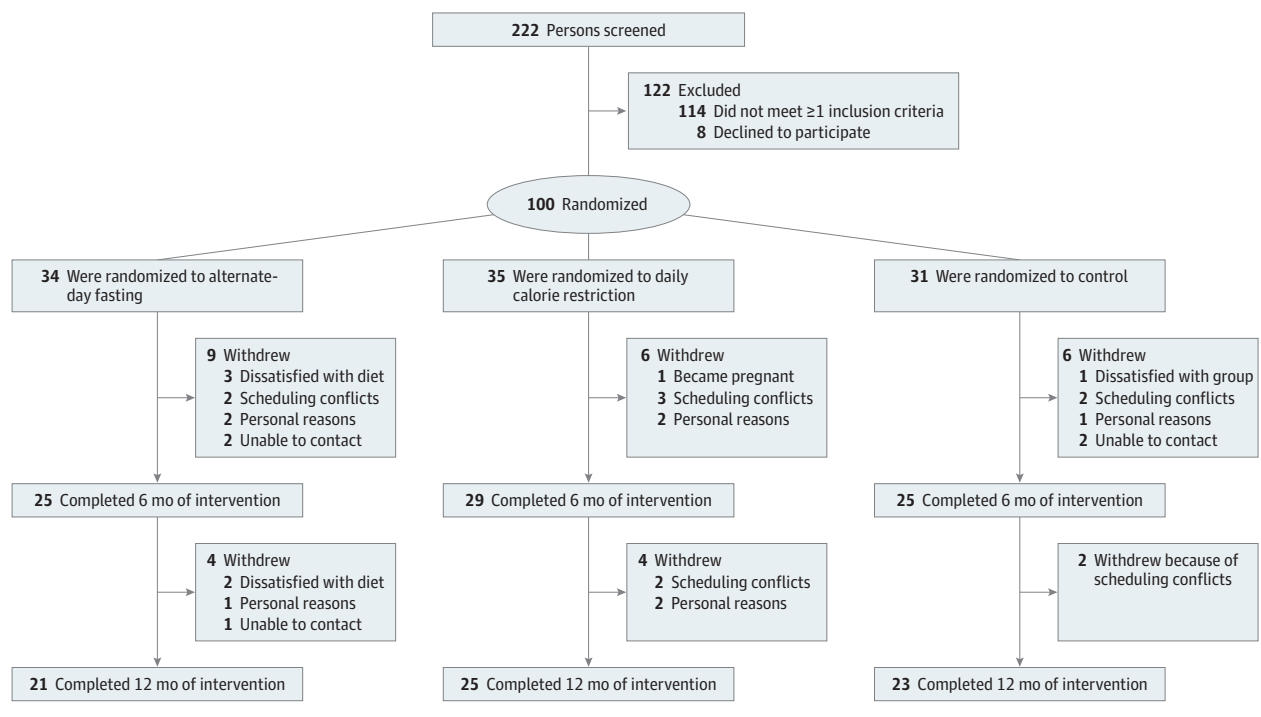 222 Persons screened
122 Excluded
114 Did not meet ≥1 inclusion criteria
8 Declined to participate
100 Randomized
34 Were randomized to alternate-
day fasting
35 Were randomized to daily
calorie restriction
31 Were randomized to control
9 Withdrew
3 Dissatisfied with diet
2 Scheduling conflicts
2 Personal reasons
2 Unable to contact
6 Withdrew
1 Became pregnant
3 Scheduling conflicts
2 Personal reasons
6 Withdrew
1 Dissatisfied with group
2 Scheduling conflicts
1 Personal reasons
2 Unable to contact
25 Completed 6 mo of intervention
29 Completed 6 mo of intervention
25 Completed 6 mo of intervention
4 Withdrew
2 Dissatisfied with diet
1 Personal reasons
1 Unable to contact
4 Withdrew
2 Scheduling conflicts
2 Personal reasons
2 Withdrew because of
scheduling conflicts
21 Completed 12 mo of intervention
25 Completed 12 mo of intervention
23 Completed 12 mo of intervention